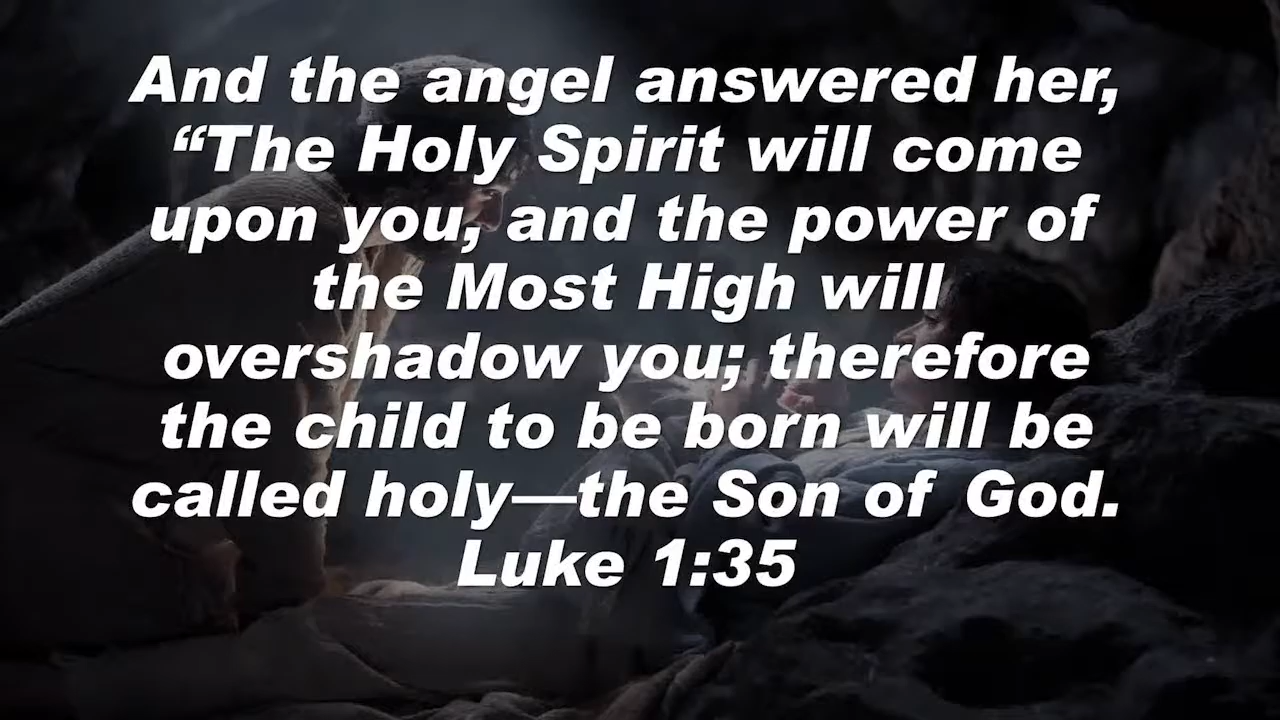 And the angel answered her,
“The Holy Spirit will come
upon you, and the power of
the Most High will
overshadow you; therefore
the child to be born will be
called holy—the Son of God.
Luke 1:35